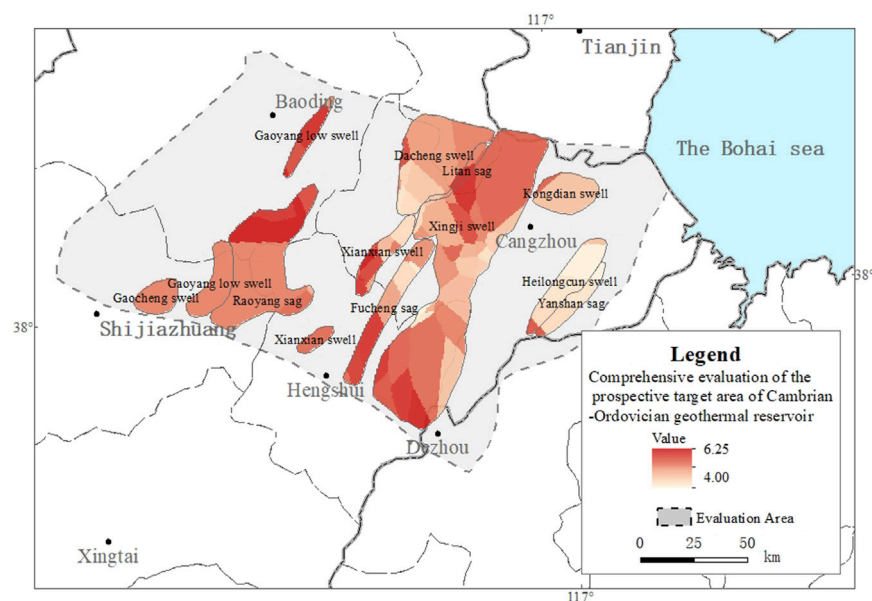 117°
Tianjin
Baoding
Gaoyang low swell
The Bohai sea
Dacheng swell
Litan sag
Kongdian swell
Xingji swell
Cangzhou
Xianxian swell
38°
Heilongcun swell
Gaoyang low swell
Gaocheng swell
Raoyang sag
Yanshan sag
Fucheng sag
38°
Shijiazhuang
Xianxian swell
Hengshui
Dezhou
Xingtai
Legend
Comprehensive evaluation of the
prospective target area of Cambrian
-Ordovician geothermal reservoir
Value
6.25
4.00
Evaluation Area
0 25 50
km
117°